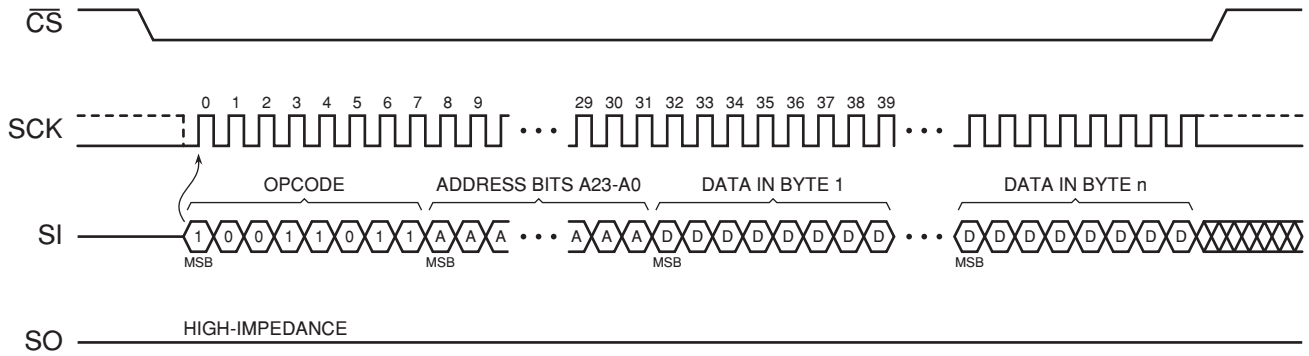 CS
0 1 2 3 4 5 6 7 8 9 29 30 31 32 33 34 35 36 37 38 39
SCK
OPCODE ADDRESS BITS A23-A0 DATA IN BYTE 1 DATA IN BYTE n
SI 1 0 0 1 1 0 1 1 A A A A A A D D D D D D D D D D D D D D D D
MSB MSB MSB MSB
HIGH-IMPEDANCE
SO